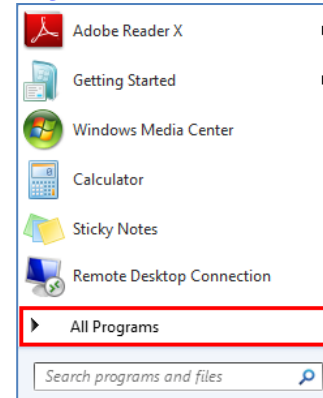 Adobe Reader X
Getting Started
Windows Media Center
Calculator
Sticky Notes
Remote Desktop Connection
All Programs
Search programs and files